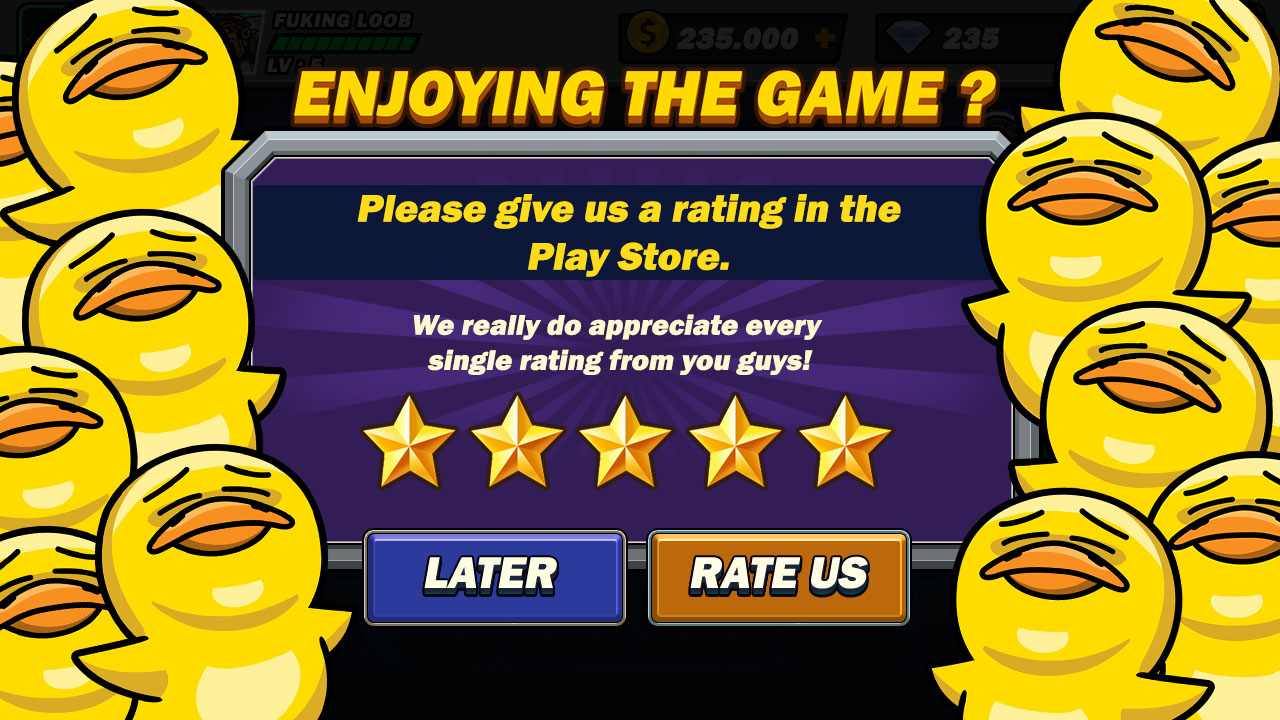 FUKING LOOB
235.000 +
235
LV : 5
ENJOYING THE GAME ?
Please give us a rating in the
Play Store.
We really do appreciate every
single rating from you guys!
LATER
RATE US